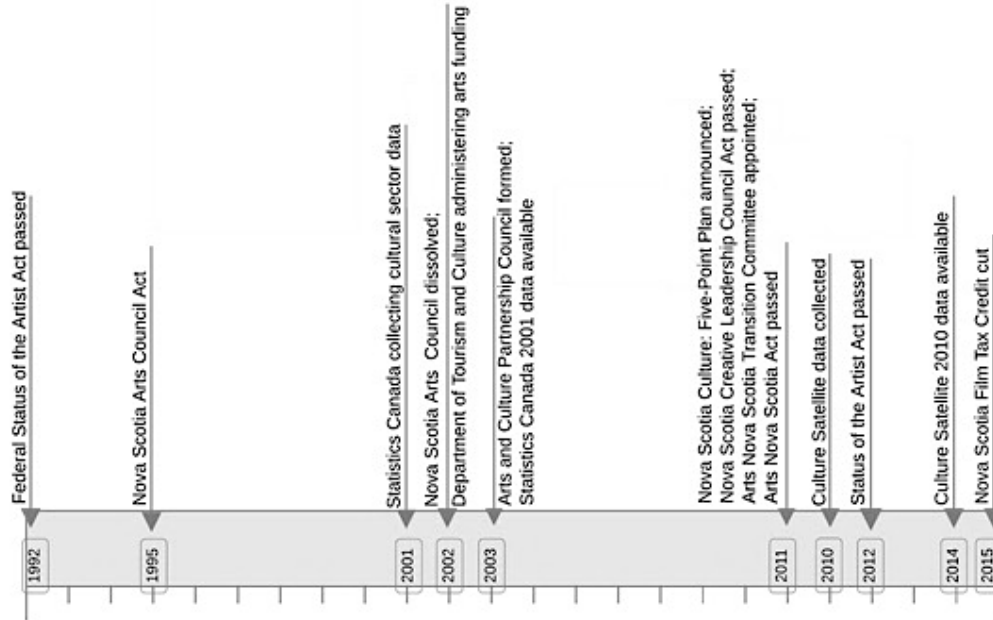 Federal Status of the Artist Act passed
1992
Nova Scotia Arts Council Act
1995
Statistics Canada collecting cultural sector data
2001
Nova Scotia Arts Council dissolved;
Department of Tourism and Culture administering arts funding
2002
Arts and Culture Partnership Council formed;
Statistics Canada 2001 data available
2003
Nova Scotia Culture: Five-Point Plan announced;
Nova Scotia Creative Leadership Council Act passed;
Arts Nova Scotia Transition Committee appointed;
Arts Nova Scotia Act passed
2011
Culture Satellite data collected
2010
Status of the Artist Act passed
2012
Culture Satellite 2010 data available
2014
Nova Scotia Film Tax Credit cut
2015